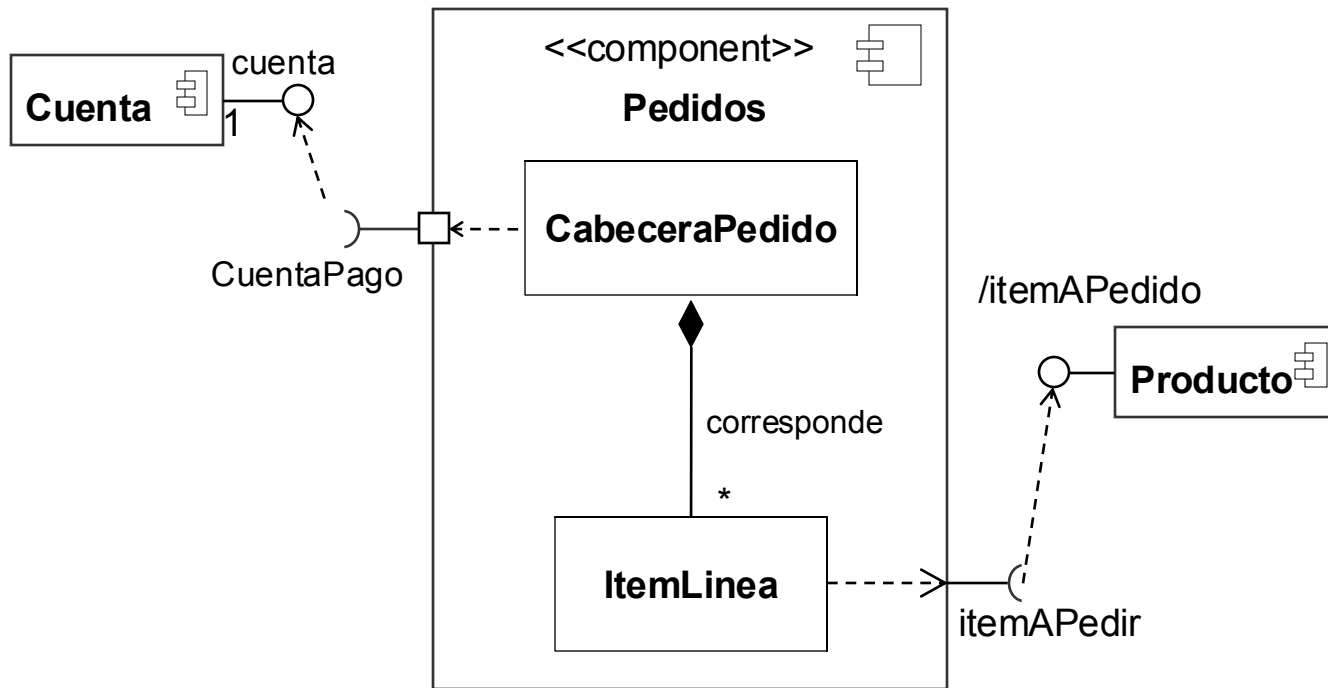 <<component>>
Pedidos
cuenta
Cuenta
1
CabeceraPedido
CuentaPago
/itemAPedido
Producto
corresponde
*
ItemLinea
itemAPedir